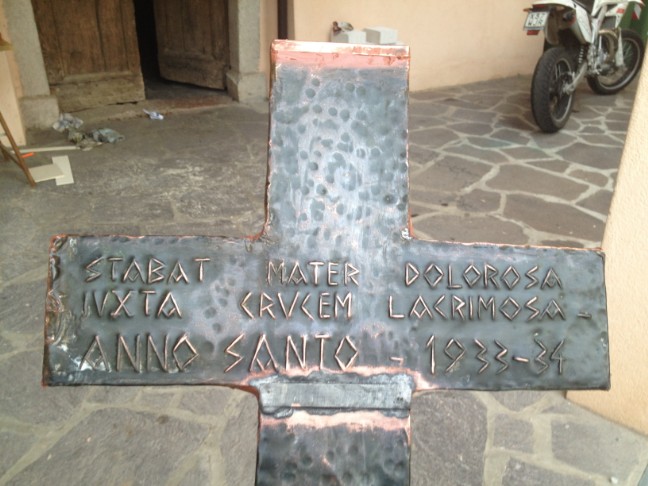 STABAT MATER DOLOROSA
IVXTA CRVCEM LACRIMOSA -
ANNO SANTO - 1933-34